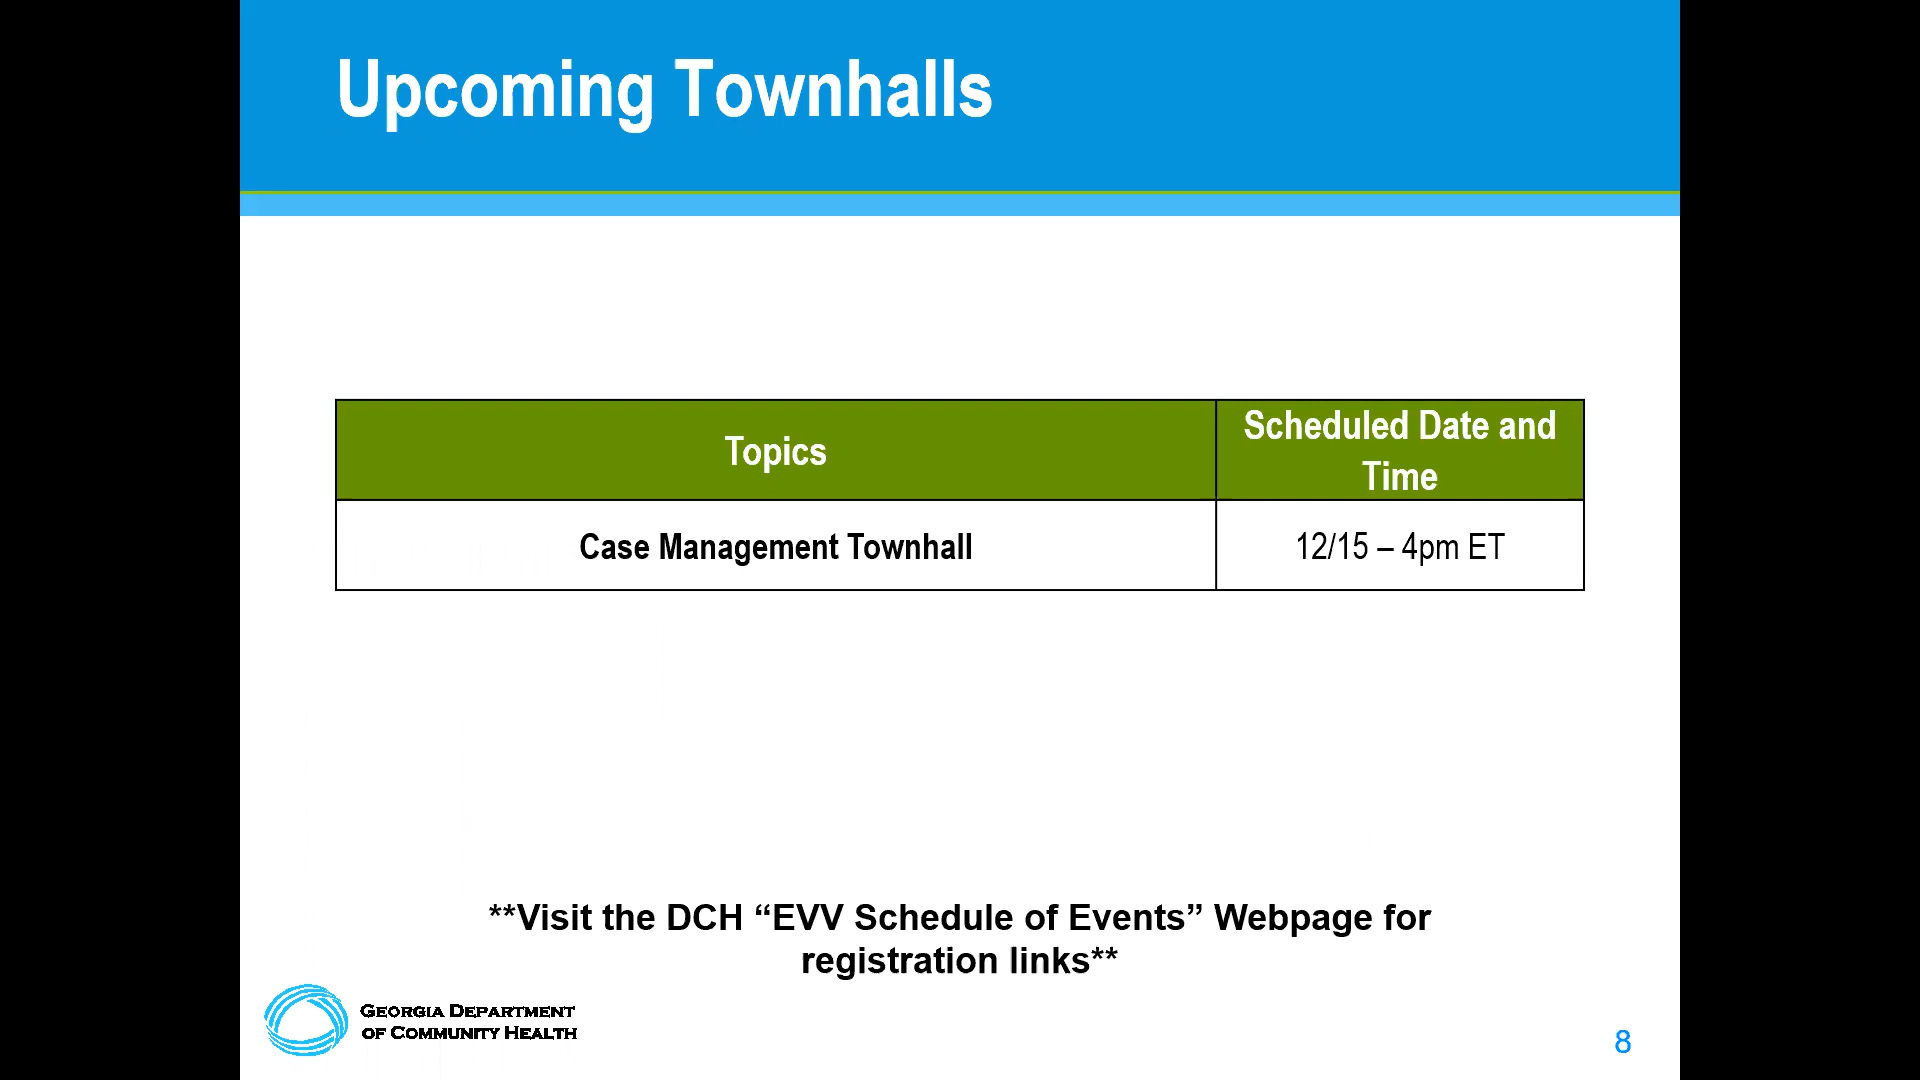 Upcoming Townhalls
Topics
Scheduled Date and
Time
Case Management Townhall
12/15 – 4pm ET
**Visit the DCH “EVV Schedule of Events” Webpage for
registration links**
GEORGIA DEPARTMENT
OF COMMUNITY HEALTH
8